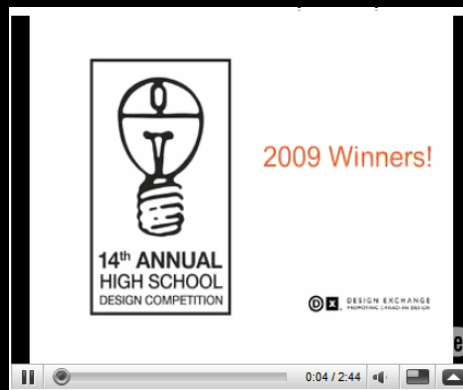 2009 Winners!
14th ANNUAL
HIGH SCHOOL
DESIGN COMPETITION
D X. DESIGN EXCHANGE
PROMOTING CANADIAN DESIGN
0:04 / 2:44